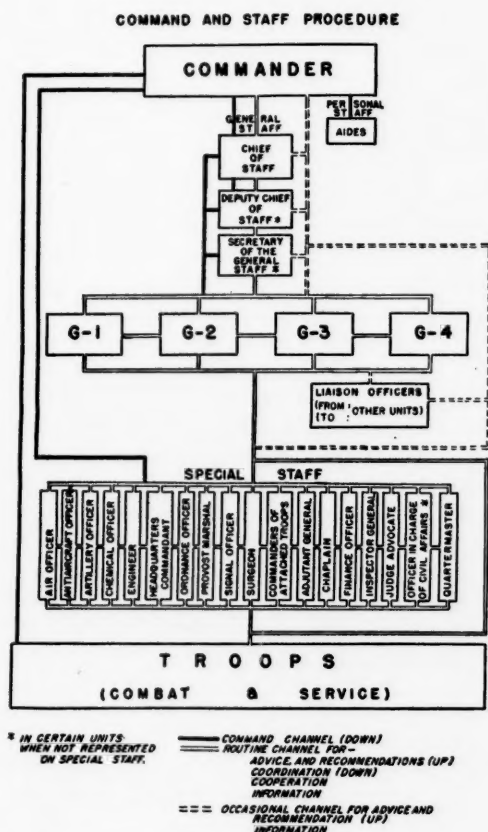 COMMAND AND STAFF PROCEDURE
COMMANDER
GENERAL
STAFF
PERSONAL
STAFF
AIDES
CHIEF
OF
STAFF
DEPUTY CHIEF
OF
STAFF *
SECRETARY
OF THE
GENERAL
STAFF *
G-1
G-2
G-3
G-4
LIAISON OFFICERS
(FROM : OTHER UNITS)
(TO :
SPECIAL STAFF
AIR OFFICER
ANTIAIRCRAFT OFFICER
ARTILLERY OFFICER
CHEMICAL OFFICER
ENGINEER
HEADQUARTERS
COMMANDANT
ORDNANCE OFFICER
PROVOST MARSHAL
SIGNAL OFFICER
SURGEON
COMMANDERS OF
ATTACHED TROOPS
ADJUTANT GENERAL
CHAPLAIN
FINANCE OFFICER
INSPECTOR GENERAL
JUDGE ADVOCATE
OFFICER IN CHARGE
OF CIVIL AFFAIRS *
QUARTERMASTER
TROOPS
(COMBAT & SERVICE)
* IN CERTAIN UNITS
WHEN NOT REPRESENTED
ON SPECIAL STAFF.
COMMAND CHANNEL (DOWN)
ROUTINE CHANNEL FOR—
ADVICE, AND RECOMMENDATIONS (UP)
COORDINATION (DOWN)
COOPERATION
INFORMATION
OCCASIONAL CHANNEL FOR ADVICE AND
RECOMMENDATION (UP)
INFORMATION